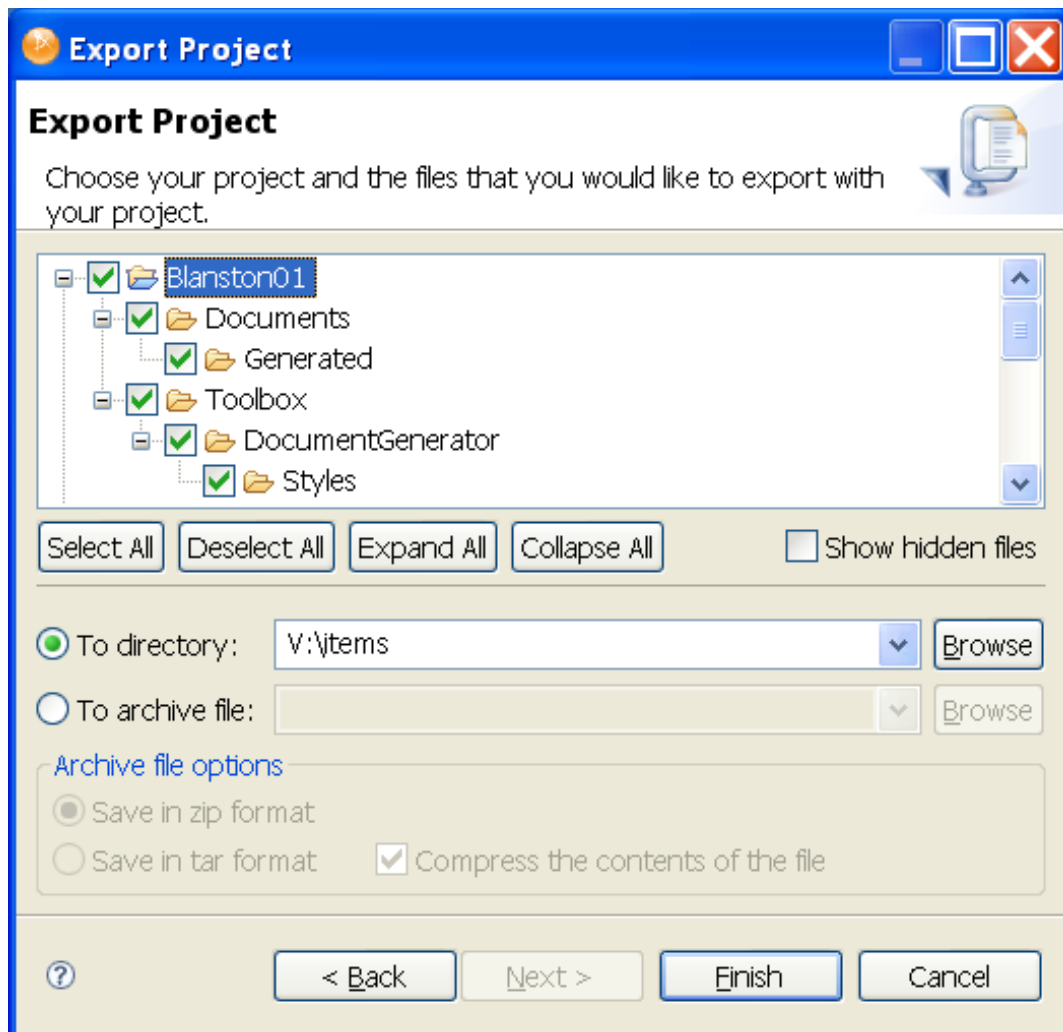 Export Project
Export Project
Choose your project and the files that you would like to export with
your project.
Blanston01
Documents
Generated
Toolbox
DocumentGenerator
Styles
Select All Deselect All Expand All Collapse All Show hidden files
To directory: V:\items Browse
To archive file: Browse
Archive file options
Save in zip format
Save in tar format Compress the contents of the file
? < Back Next > Finish Cancel